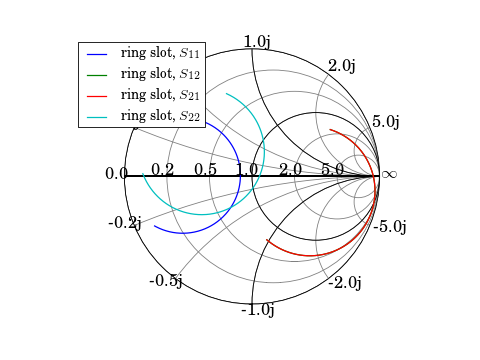 1.0j
ring slot, S11
ring slot, S12
ring slot, S21
ring slot, S22
2.0j
5.0j
0.0 0.2 0.5 1.0 2.0 5.0 ∞
-0.2j
-5.0j
-0.5j
-2.0j
-1.0j